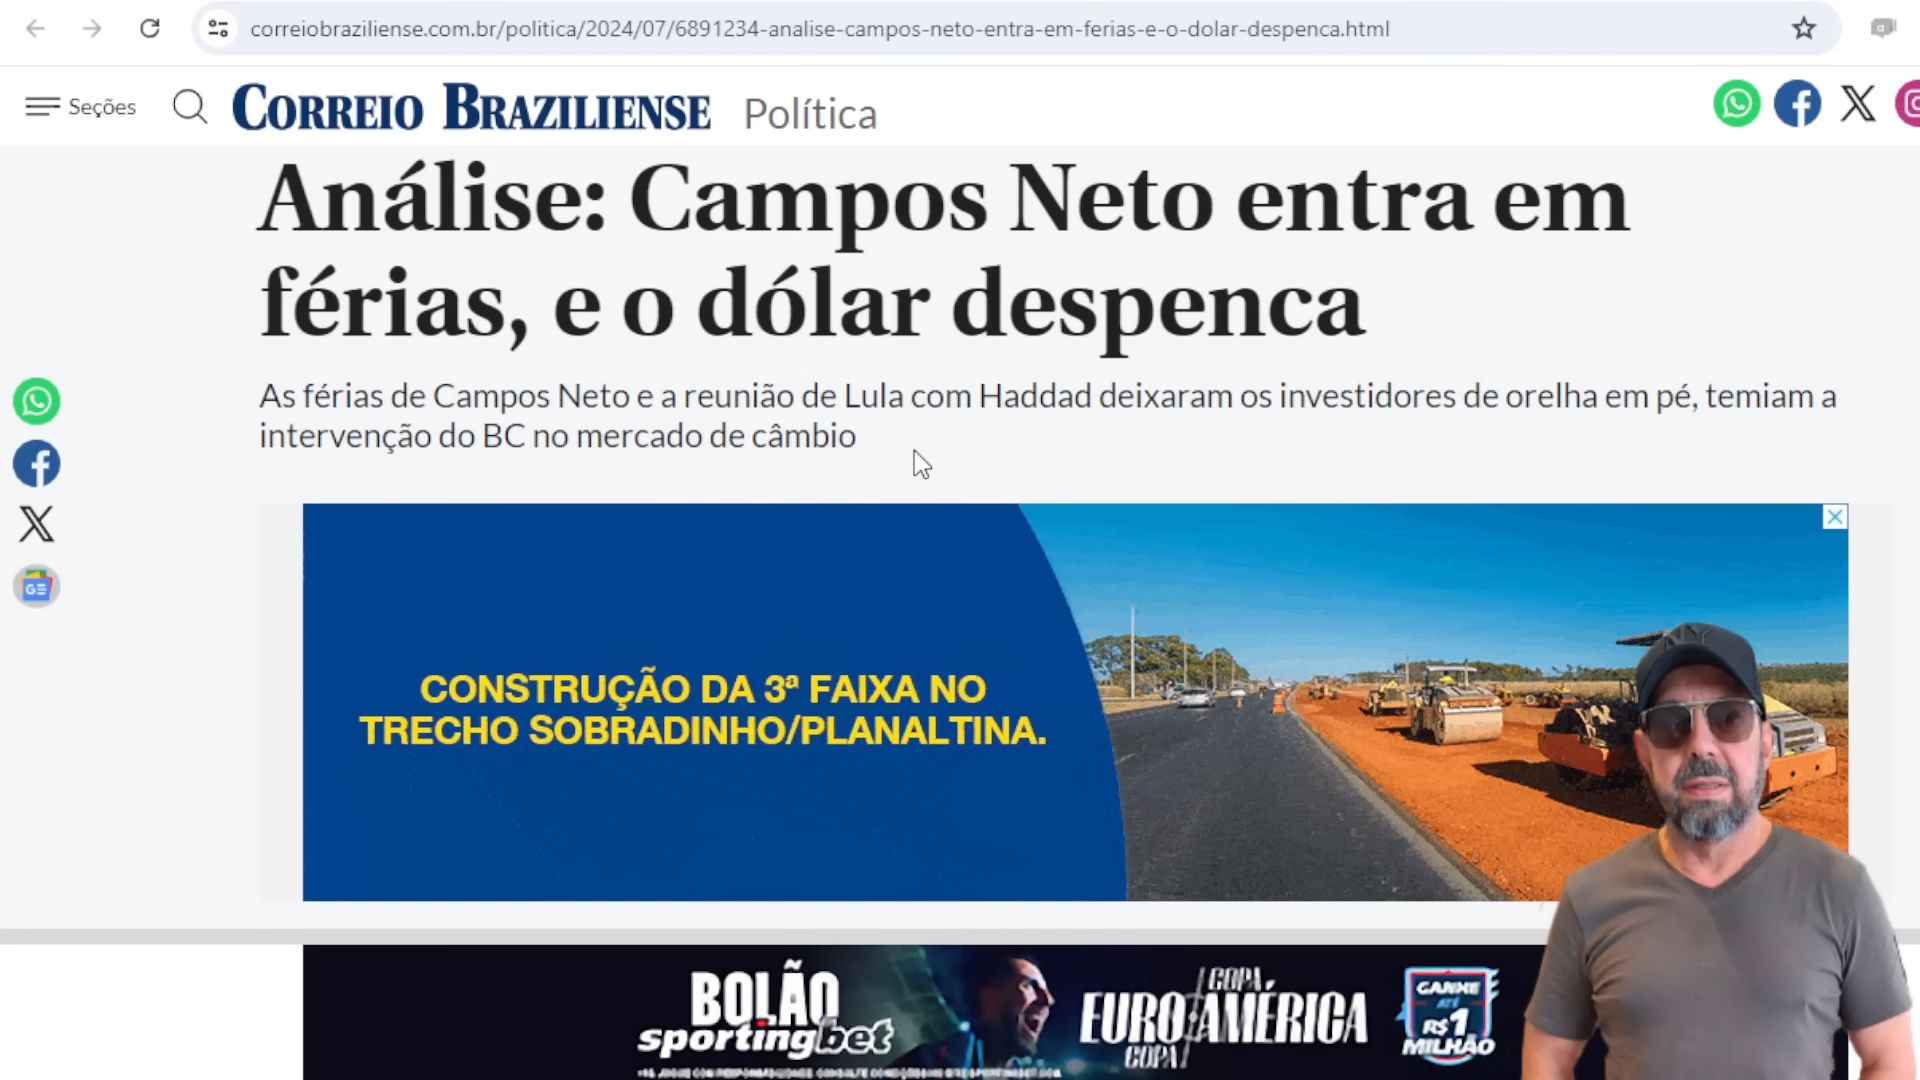 correiobraziliense.com.br/politica/2024/07/6891234-analise-campos-neto-entra-em-ferias-e-o-dolar-despenca.html
Seções
CORREIO BRAZILIENSE
Política
Análise: Campos Neto entra em
férias, e o dólar despenca
As férias de Campos Neto e a reunião de Lula com Haddad deixaram os investidores de orelha em pé, temiam a
intervenção do BC no mercado de câmbio
CONSTRUÇÃO DA 3ª FAIXA NO
TRECHO SOBRADINHO/PLANALTINA.
BOLÃO
sportingbet
COPA
EURO AMÉRICA
COPA
GANHE
ATÉ
R$1
MILHÃO